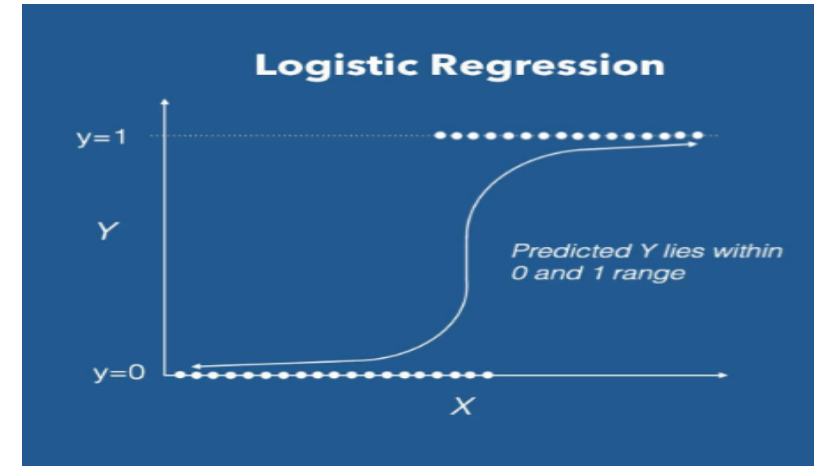 Logistic Regression
y=1
Y
Predicted Y lies within
0 and 1 range
y=0
X